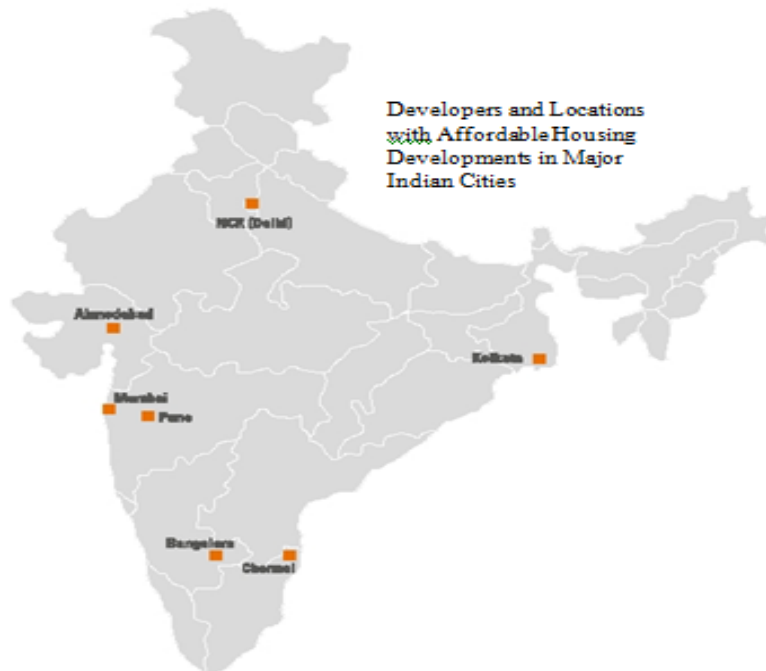 Developers and Locations
with Affordable Housing
Developments in Major
Indian Cities
NCR (Delhi)
Ahmedabad
Kolkata
Mumbai
Pune
Bangalore
Chennai